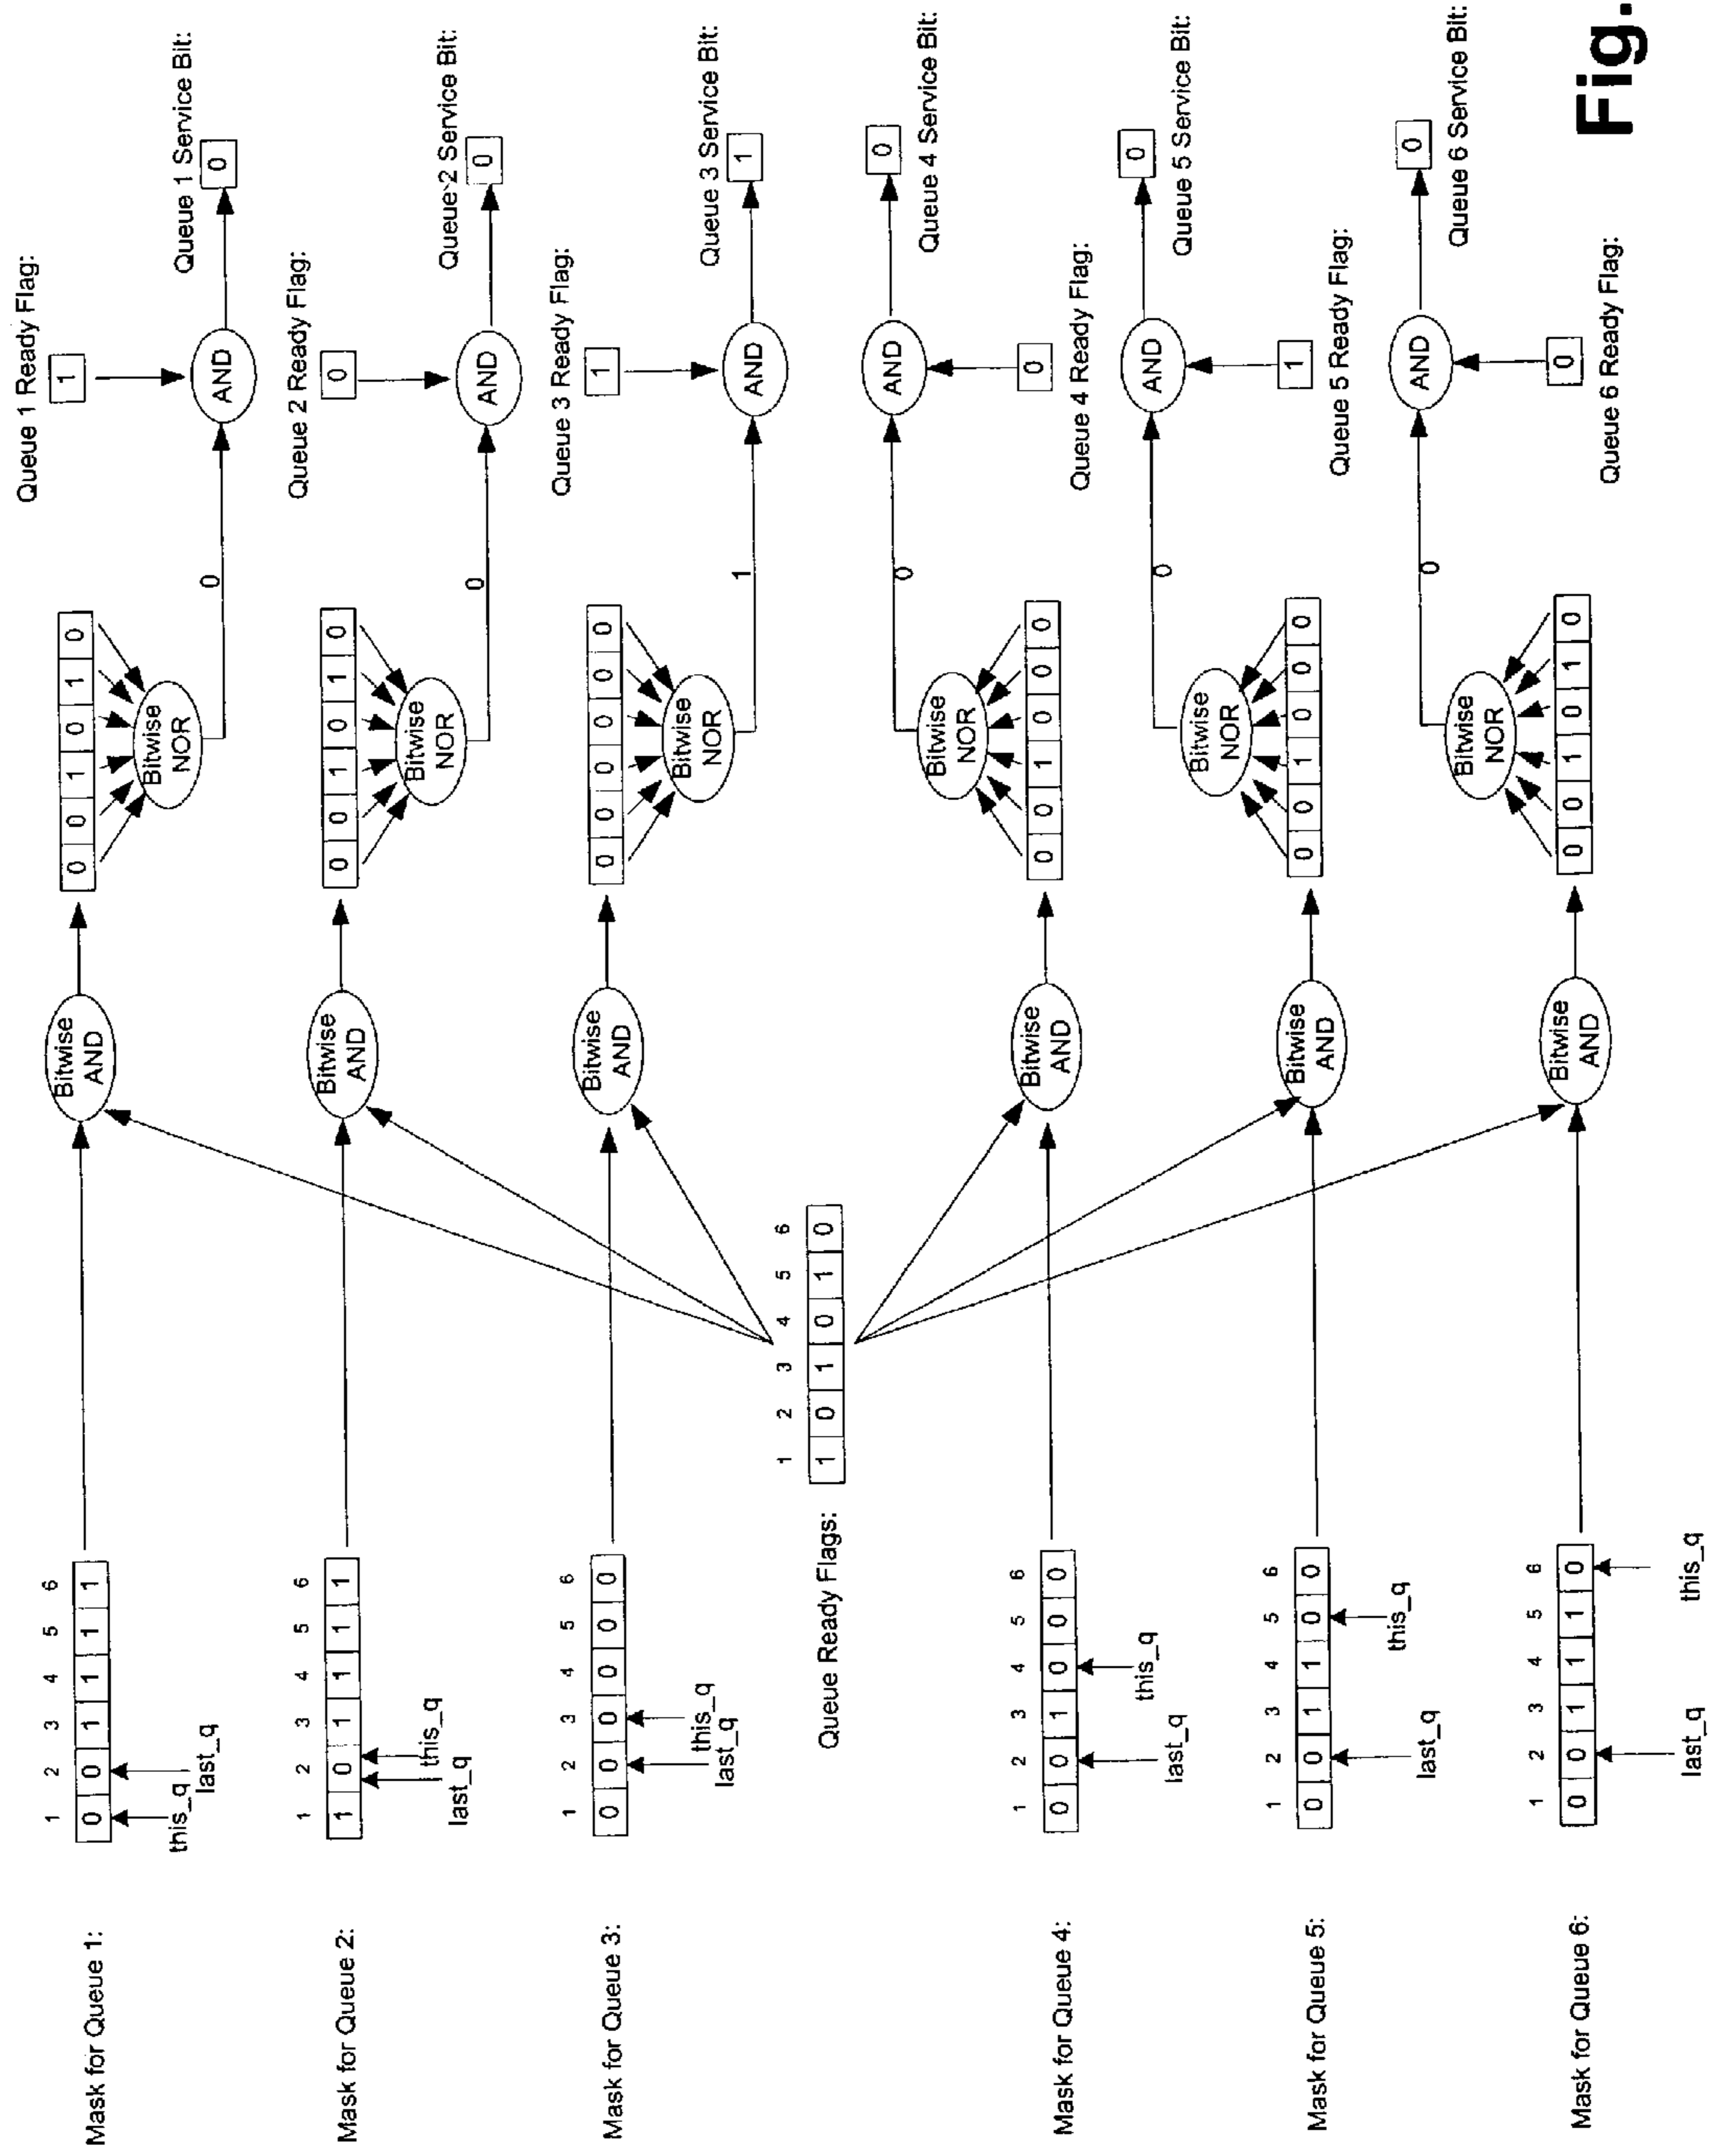 Mask for Queue 1:
1 2 3 4 5 6
0 0 1 1 1 1
this_q
last_q
Bitwise
AND
0 0 1 0 1 0
Bitwise
NOR
0
Queue 1 Ready Flag:
1
AND
Queue 1 Service Bit:
0
Mask for Queue 2:
1 2 3 4 5 6
1 0 1 1 1 1
last_q
this_q
Bitwise
AND
0 0 1 0 1 0
Bitwise
NOR
0
Queue 2 Ready Flag:
0
AND
Queue 2 Service Bit:
0
Mask for Queue 3:
1 2 3 4 5 6
0 0 0 0 0 0
this_q
last_q
Bitwise
AND
0 0 0 0 0 0
Bitwise
NOR
1
Queue 3 Ready Flag:
1
AND
Queue 3 Service Bit:
1
Queue Ready Flags:
1 2 3 4 5 6
1 0 1 0 1 0
Mask for Queue 4:
1 2 3 4 5 6
0 0 1 0 0 0
last_q
this_q
Bitwise
AND
0 0 1 0 0 0
Bitwise
NOR
0
AND
0
Queue 4 Ready Flag:
0
Queue 4 Service Bit:
Mask for Queue 5:
1 2 3 4 5 6
0 0 1 1 0 0
last_q
this_q
Bitwise
AND
0 0 1 0 0 0
Bitwise
NOR
0
AND
1
Queue 5 Ready Flag:
0
Queue 5 Service Bit:
Mask for Queue 6:
1 2 3 4 5 6
0 0 1 1 1 0
last_q
this_q
Bitwise
AND
0 0 1 0 1 0
Bitwise
NOR
0
AND
0
Queue 6 Ready Flag:
0
Queue 6 Service Bit:
Fig.